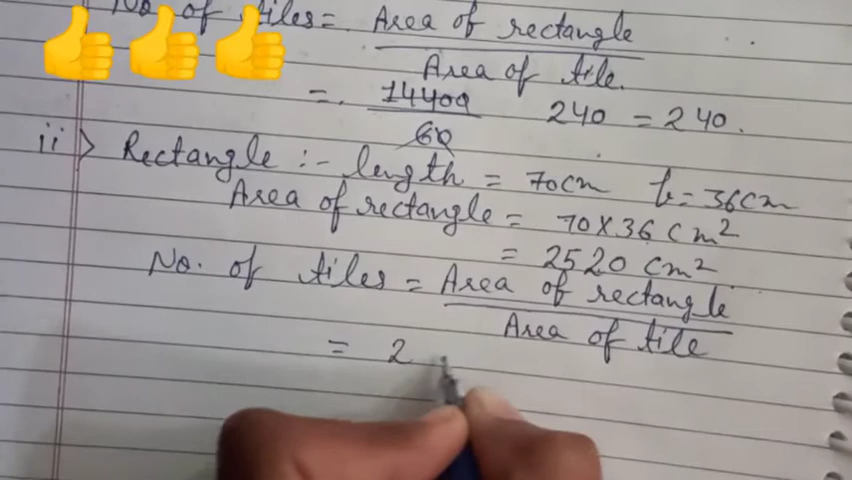 No. of tiles = Area of rectangle
Area of tile.
= 14400 240 = 240.
60
ii> Rectangle :- length = 70cm b = 36cm
Area of rectangle = 70 X 36 cm²
= 2520 cm²
No. of tiles = Area of rectangle
Area of tile
= 2